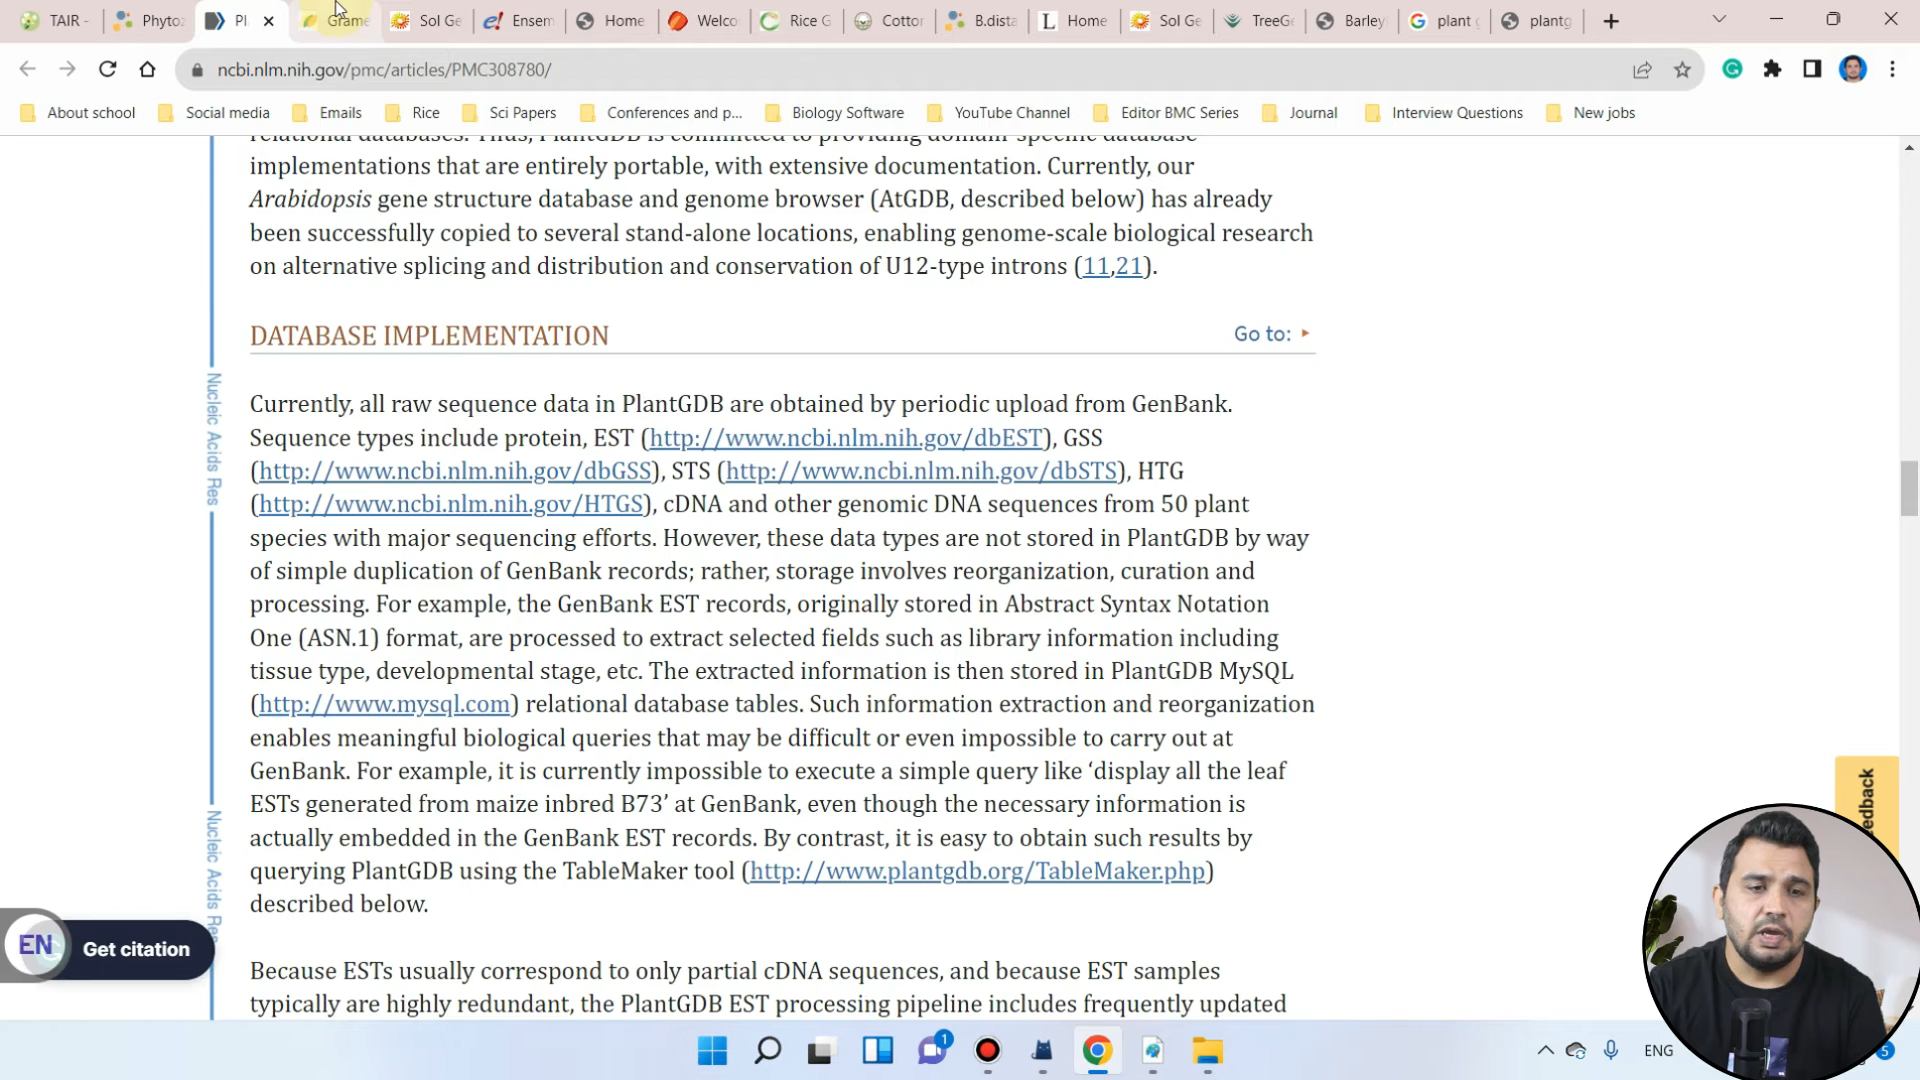 TAIR -
Phyto:
Pl
Grame
Sol Ge
Ensem
Home
Welco
Rice G
Cottor
B.dista
Home
Sol Ge
TreeGe
Barley
plant g
plantg
ncbi.nlm.nih.gov/pmc/articles/PMC308780/
About school
Social media
Emails
Rice
Sci Papers
Conferences and p...
Biology Software
YouTube Channel
Editor BMC Series
Journal
Interview Questions
New jobs
relational databases. Thus, PlantGDB is committed to providing domain-specific database
implementations that are entirely portable, with extensive documentation. Currently, our
Arabidopsis gene structure database and genome browser (AtGDB, described below) has already
been successfully copied to several stand-alone locations, enabling genome-scale biological research
on alternative splicing and distribution and conservation of U12-type introns (11,21).
DATABASE IMPLEMENTATION
Go to:
Currently, all raw sequence data in PlantGDB are obtained by periodic upload from GenBank.
Sequence types include protein, EST (http://www.ncbi.nlm.nih.gov/dbEST), GSS
(http://www.ncbi.nlm.nih.gov/dbGSS), STS (http://www.ncbi.nlm.nih.gov/dbSTS), HTG
(http://www.ncbi.nlm.nih.gov/HTGS), cDNA and other genomic DNA sequences from 50 plant
species with major sequencing efforts. However, these data types are not stored in PlantGDB by way
of simple duplication of GenBank records; rather, storage involves reorganization, curation and
processing. For example, the GenBank EST records, originally stored in Abstract Syntax Notation
One (ASN.1) format, are processed to extract selected fields such as library information including
tissue type, developmental stage, etc. The extracted information is then stored in PlantGDB MySQL
(http://www.mysql.com) relational database tables. Such information extraction and reorganization
enables meaningful biological queries that may be difficult or even impossible to carry out at
GenBank. For example, it is currently impossible to execute a simple query like ‘display all the leaf
ESTs generated from maize inbred B73’ at GenBank, even though the necessary information is
actually embedded in the GenBank EST records. By contrast, it is easy to obtain such results by
querying PlantGDB using the TableMaker tool (http://www.plantgdb.org/TableMaker.php)
described below.
Because ESTs usually correspond to only partial cDNA sequences, and because EST samples
typically are highly redundant, the PlantGDB EST processing pipeline includes frequently updated
Nucleic Acids Res
Nucleic Acids Res
EN
Get citation
edback
1
ENG
5